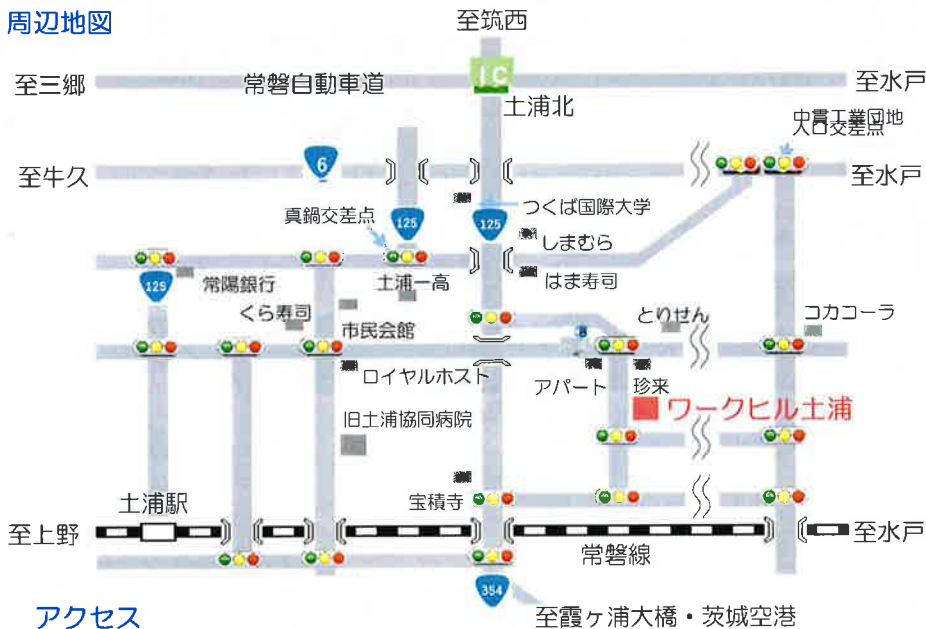 周辺地図
至筑西
至三郷
常磐自動車道
IC
至水戸
土浦北
中貫工業団地
入口交差点
至牛久
6
至水戸
真鍋交差点
125
125
つくば国際大学
しまむら
125
常陽銀行
土浦一高
はま寿司
くら寿司
市民会館
とりせん
コカコーラ
ロイヤルホスト
アパート
珍来
ワークヒル土浦
旧土浦協同病院
土浦駅
宝積寺
至上野
常磐線
至水戸
354
アクセス
至霞ヶ浦大橋・茨城空港